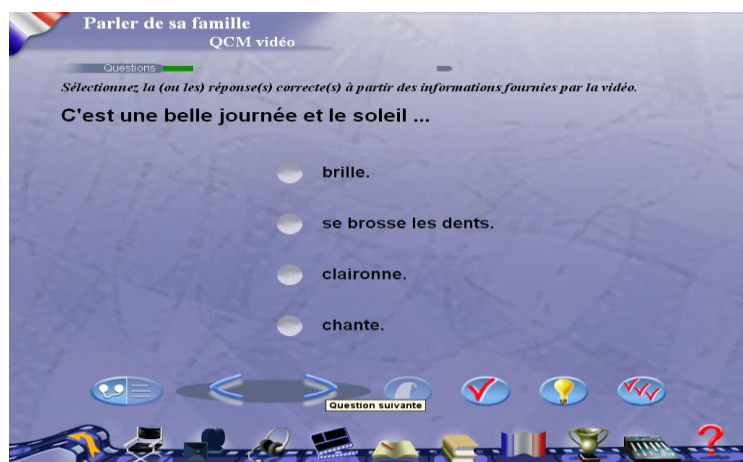 Parler de sa famille
QCM vidéo
Questions
Sélectionnez la (ou les) réponse(s) correcte(s) à partir des informations fournies par la vidéo.
C'est une belle journée et le soleil ...
brille.
se brosse les dents.
claironne.
chante.
Question suivante
?